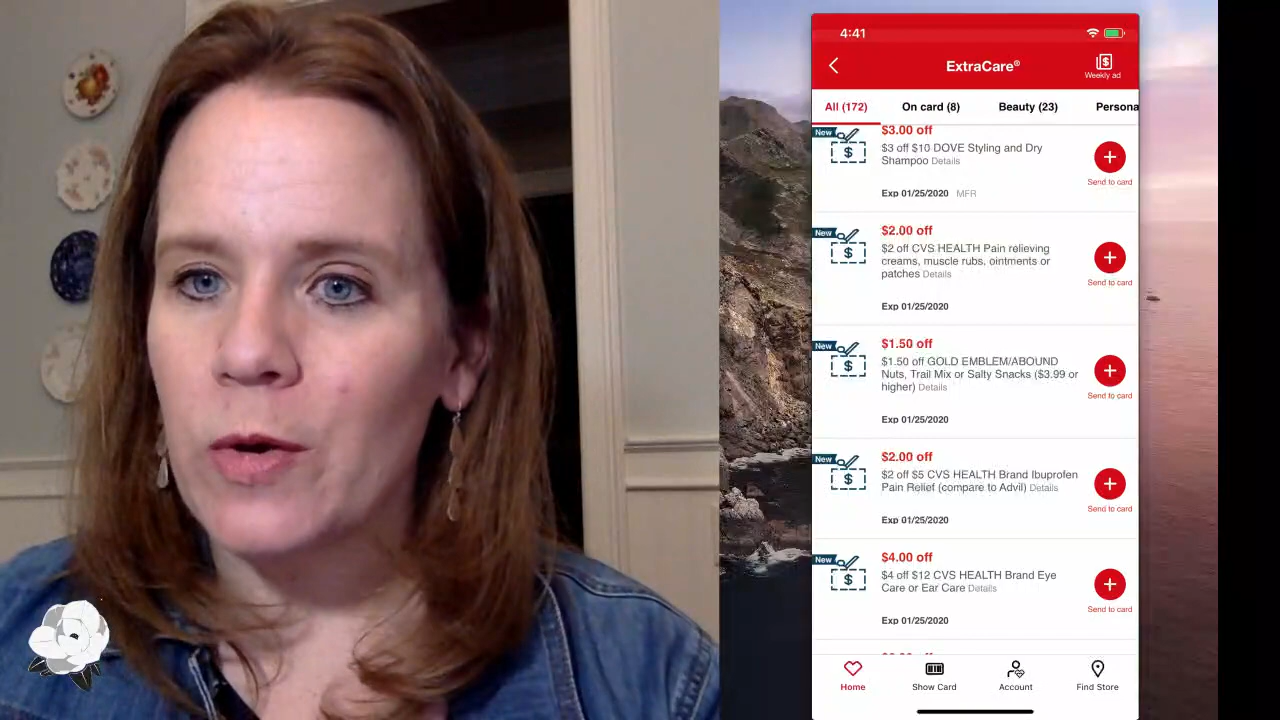 4:41
ExtraCare®
Weekly ad
All (172)
On card (8)
Beauty (23)
Persona
New
$3.00 off
$3 off $10 DOVE Styling and Dry
Shampoo Details
Exp 01/25/2020 MFR
Send to card
New
$2.00 off
$2 off CVS HEALTH Pain relieving
creams, muscle rubs, ointments or
patches Details
Exp 01/25/2020
Send to card
New
$1.50 off
$1.50 off GOLD EMBLEM/ABOUND
Nuts, Trail Mix or Salty Snacks ($3.99 or
higher) Details
Exp 01/25/2020
Send to card
New
$2.00 off
$2 off $5 CVS HEALTH Brand Ibuprofen
Pain Relief (compare to Advil) Details
Exp 01/25/2020
Send to card
New
$4.00 off
$4 off $12 CVS HEALTH Brand Eye
Care or Ear Care Details
Exp 01/25/2020
Send to card
Home
Show Card
Account
Find Store